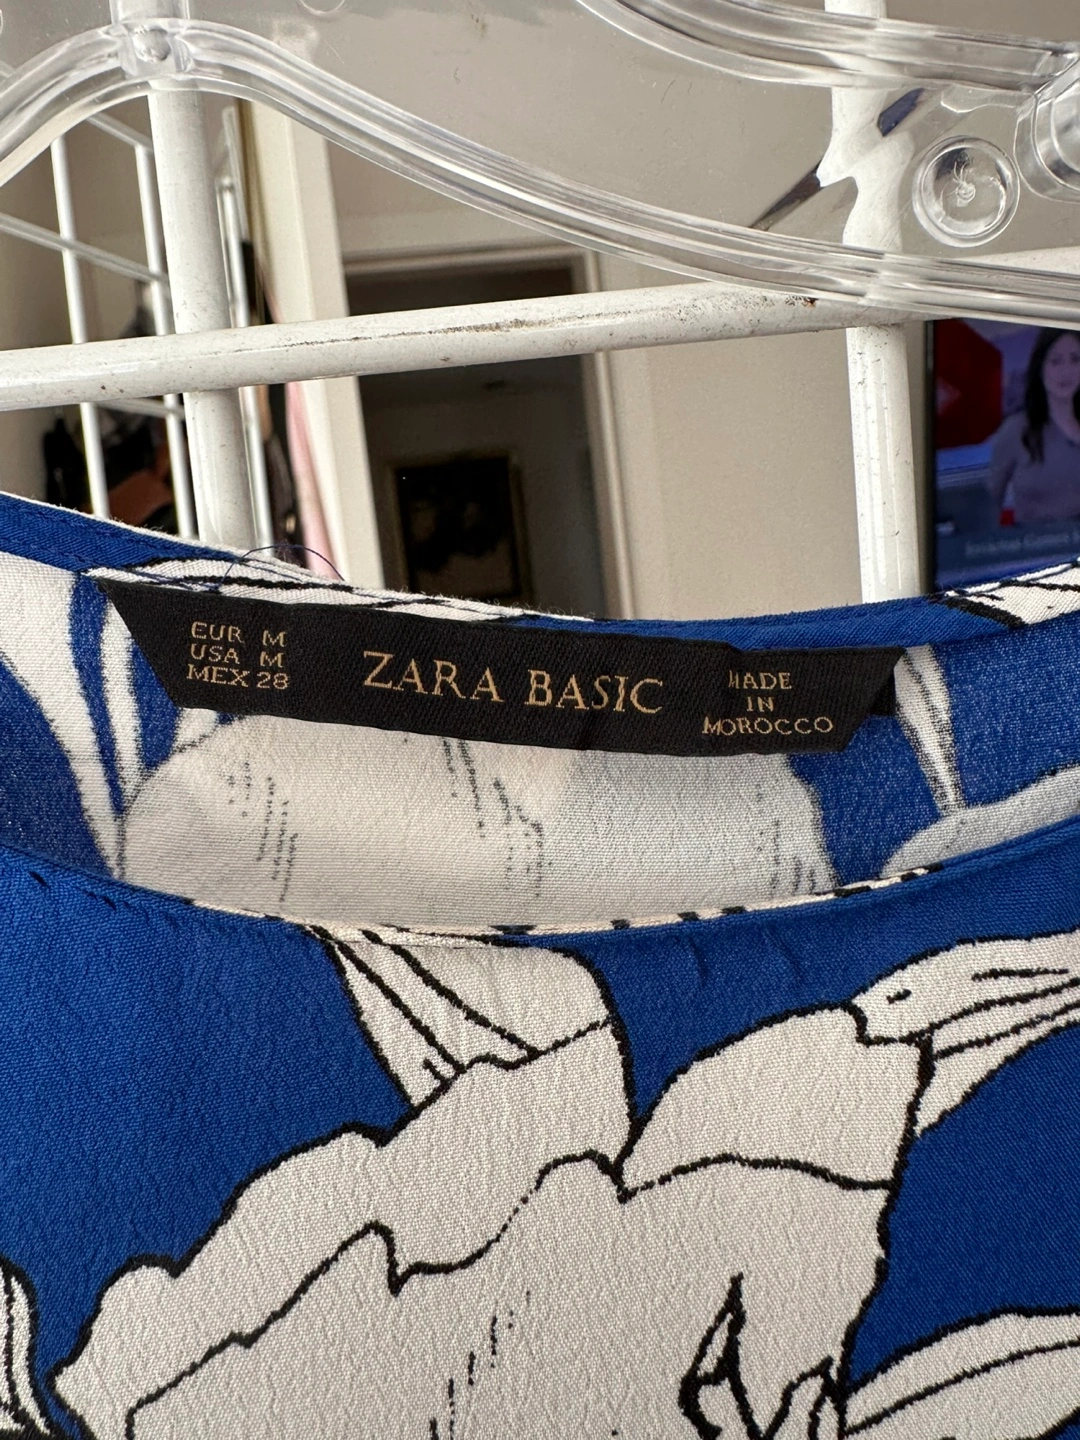 EUR M
USA M
MEX 28
ZARA BASIC
MADE
IN
MOROCCO